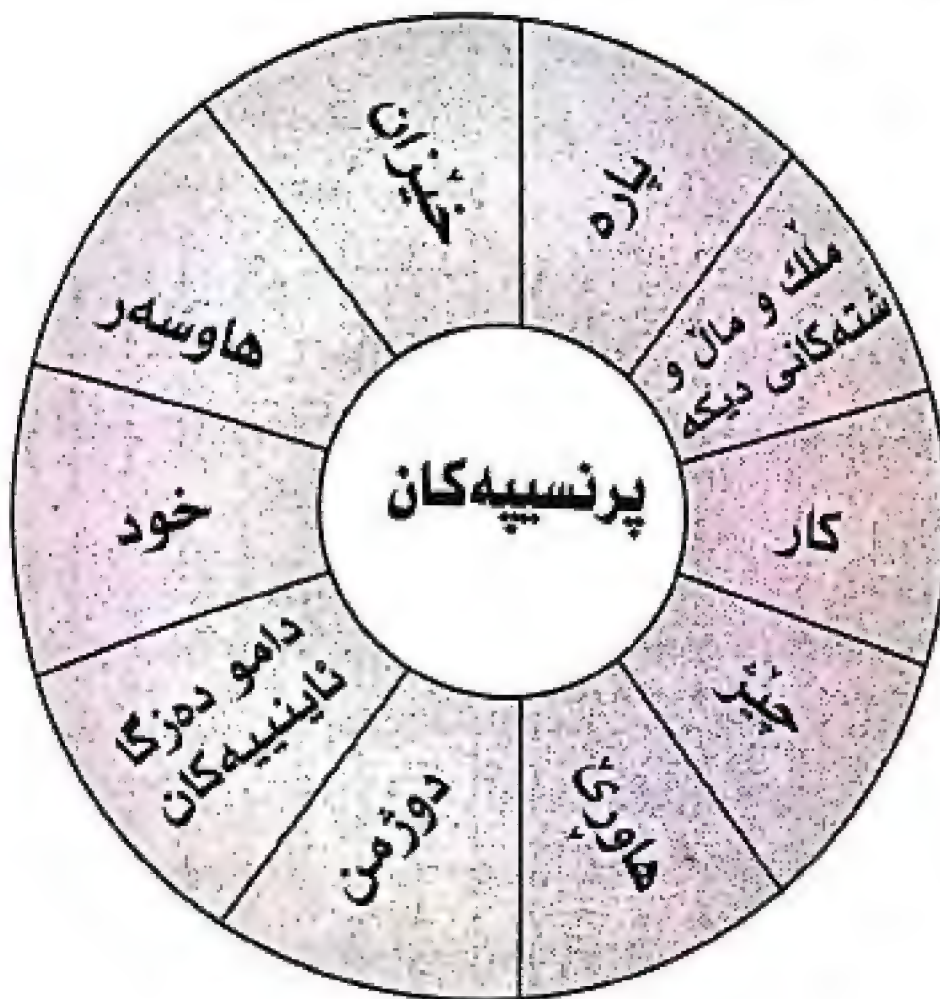 پرنسیپەکان
پارە
مڵك و ماڵ و
شتەکانی دیکە
کار
چێژ
هاوڕێ
دوژمن
دامو دەزگا
ئاینییەکان
خود
هاوسەر
خێزان